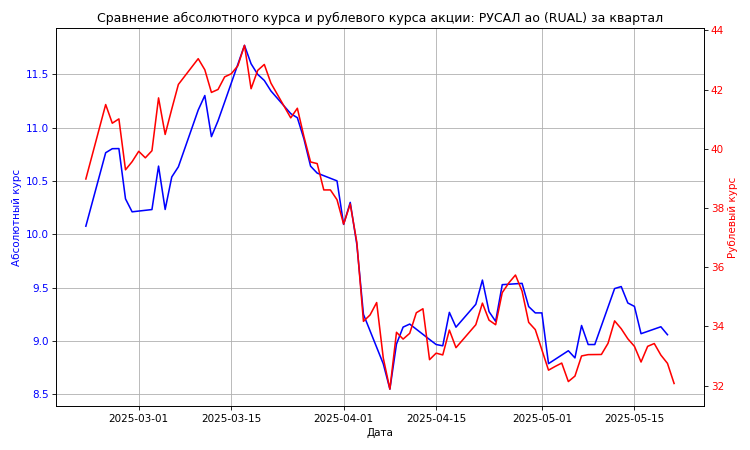 Сравнение абсолютного курса и рублевого курса акции: РУСАЛ ао (RUAL) за квартал
44
11.5
42
11.0
40
10.5
Абсолютный курс
Рублевый курс
38
10.0
36
9.5
34
9.0
32
8.5
2025-03-01 2025-03-15 2025-04-01 2025-04-15 2025-05-01 2025-05-15
Дата